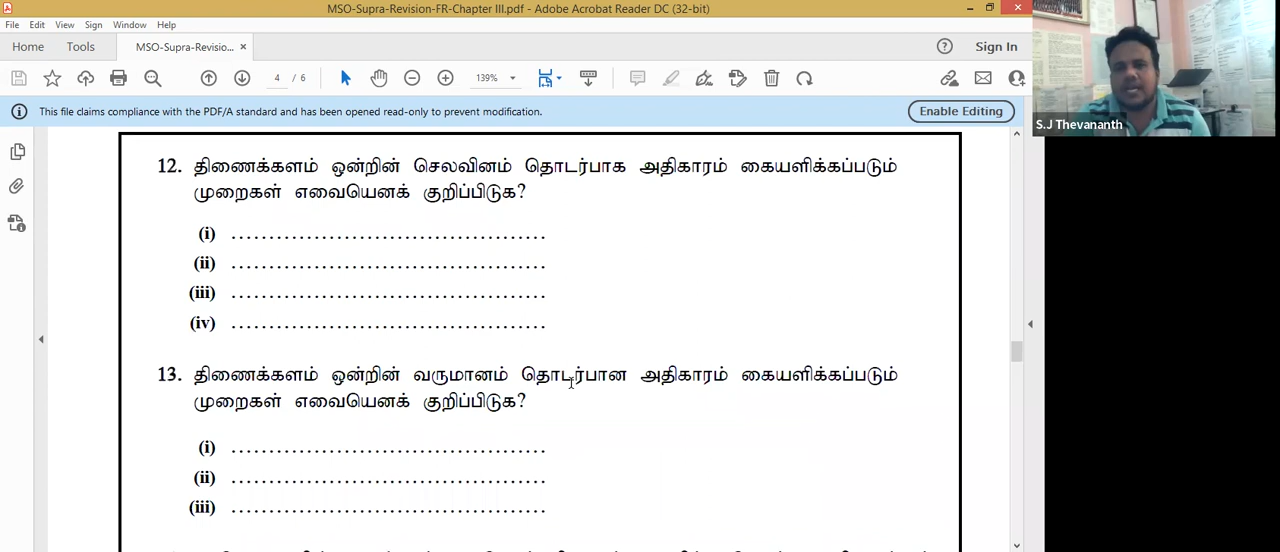 MSO-Supra-Revision-FR-Chapter III.pdf - Adobe Acrobat Reader DC (32-bit)
File Edit View Sign Window Help
Home Tools MSO-Supra-Revisio... × Sign In
4 / 6 139%
This file claims compliance with the PDF/A standard and has been opened read-only to prevent modification. Enable Editing
S.J Thevananth
12. திணைக்களம் ஒன்றின் செலவினம் தொடர்பாக அதிகாரம் கையளிக்கப்படும்
முறைகள் எவையெனக் குறிப்பிடுக?
(i) ..........................................
(ii) ..........................................
(iii) ..........................................
(iv) ..........................................
13. திணைக்களம் ஒன்றின் வருமானம் தொடர்பான அதிகாரம் கையளிக்கப்படும்
முறைகள் எவையெனக் குறிப்பிடுக?
(i) ..........................................
(ii) ..........................................
(iii) ..........................................